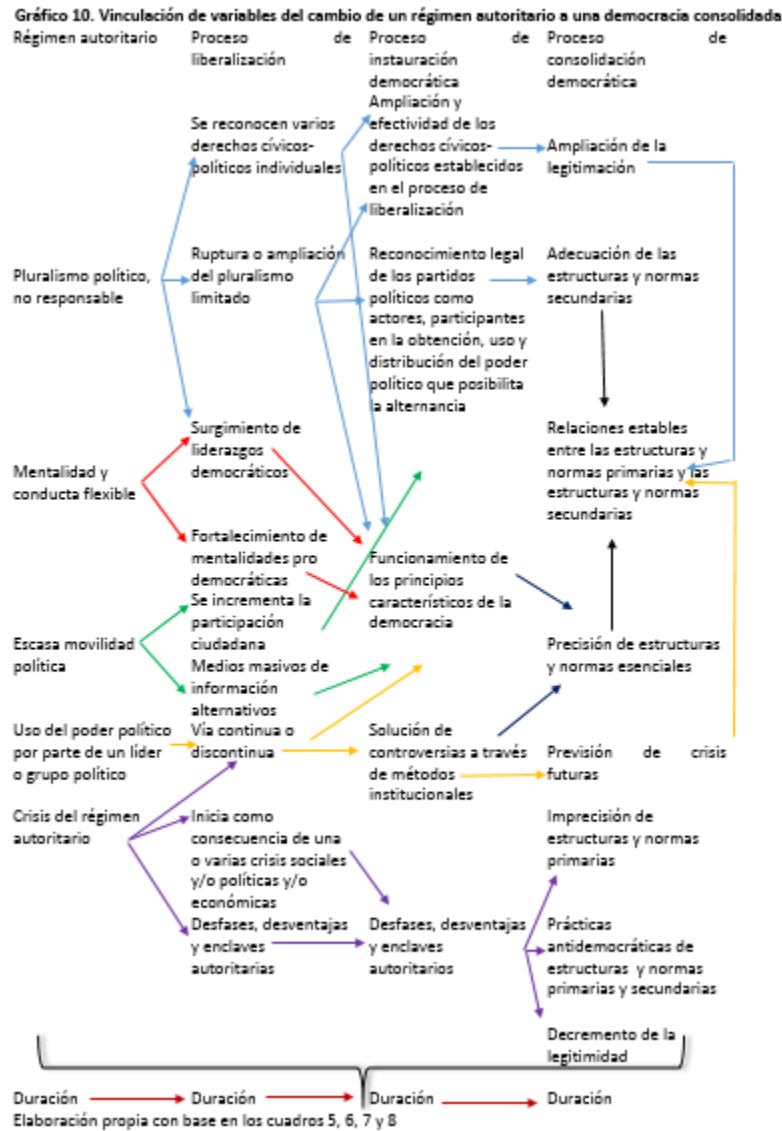 Gráfico 10. Vinculación de variables del cambio de un régimen autoritario a una democracia consolidada
Régimen autoritario
Proceso de
liberalización
Proceso de
instauración
democrática
Proceso de
consolidación
democrática
Pluralismo político,
no responsable
Mentalidad y
conducta flexible
Escasa movilidad
política
Uso del poder político
por parte de un líder
o grupo político
Crisis del régimen
autoritario
Se reconocen varios
derechos cívicos-
políticos individuales
Ruptura o ampliación
del pluralismo
limitado
Surgimiento de
liderazgos
democráticos
Fortalecimiento de
mentalidades pro
democráticas
Se incrementa la
participación
ciudadana
Medios masivos de
información
alternativos
Vía continua o
discontinua
Inicia como
consecuencia de una
o varias crisis sociales
y/o políticas y/o
económicas
Desfases, desventajas
y enclaves
autoritarias
Ampliación y
efectividad de los
derechos cívicos-
políticos establecidos
en el proceso de
liberalización
Reconocimiento legal
de los partidos
políticos como
actores, participantes
en la obtención, uso y
distribución del poder
político que posibilita
la alternancia
Funcionamiento de
los principios
característicos de la
democracia
Solución de
controversias a través
de métodos
institucionales
Desfases, desventajas
y enclaves
autoritarios
Ampliación de la
legitimación
Adecuación de las
estructuras y normas
secundarias
Relaciones estables
entre las estructuras y
normas primarias y las
estructuras y normas
secundarias
Precisión de estructuras
y normas esenciales
Previsión de crisis
futuras
Imprecisión de
estructuras y normas
primarias
Prácticas
antidemocráticas de
estructuras y normas
primarias y secundarias
Decremento de la
legitimidad
Duración
Duración
Duración
Duración
Elaboración propia con base en los cuadros 5, 6, 7 y 8